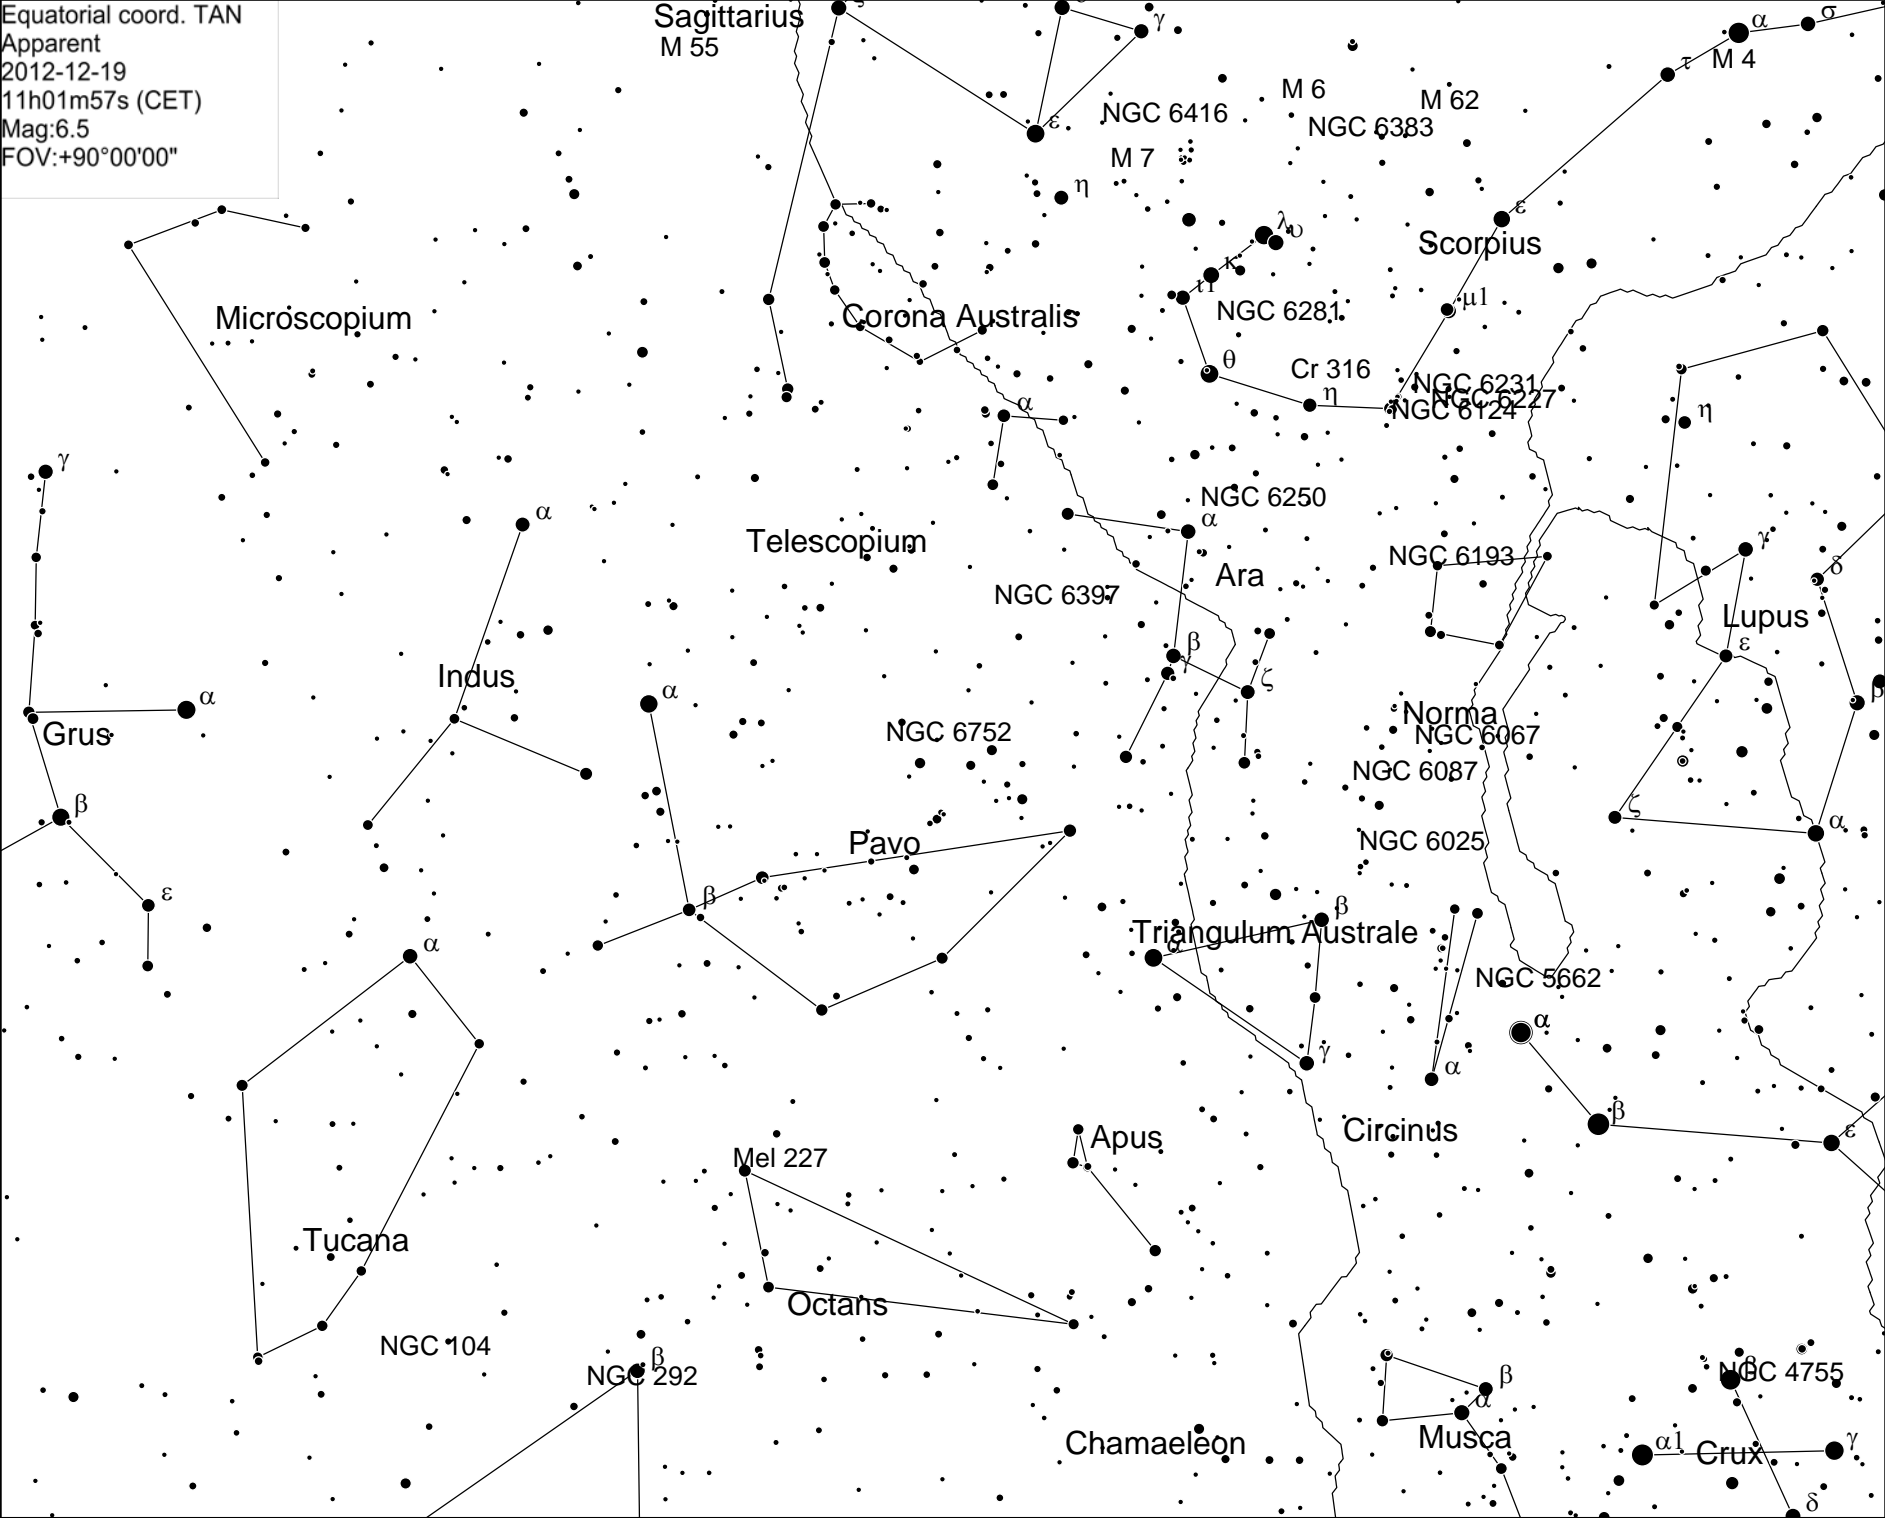 Equatorial coord. TAN
Apparent
2012-12-19
11h01m57s (CET)
Mag:6.5
FOV:+90°00'00"
Sagittarius
M 55
γ
α
σ
τ
M 4
M 6
M 62
NGC 6416
ε
NGC 6383
M 7
η
ε
λ
υ
Scorpius
κ
ι1
μ1
NGC 6281
Microscopium
Corona Australis
θ
Cr 316
η
NGC 6231
NGC 6227
NGC 6124
α
η
γ
NGC 6250
α
α
Telescopium
NGC 6193
γ
δ
Ara
NGC 6397
Lupus
β
γ
ε
ζ
Indus
α
α
β
Grus
NGC 6752
Norma
NGC 6067
NGC 6087
β
Pavo
NGC 6025
ζ
α
ε
β
β
α
Triangulum Australe
α
NGC 5662
α
γ
α
β
Apus
Circinus
ε
Mel 227
Tucana
Octans
NGC 104
β
NGC 292
β
α
β
NGC 4755
Chamaeleon
Musca
α1
Crux
γ
δ